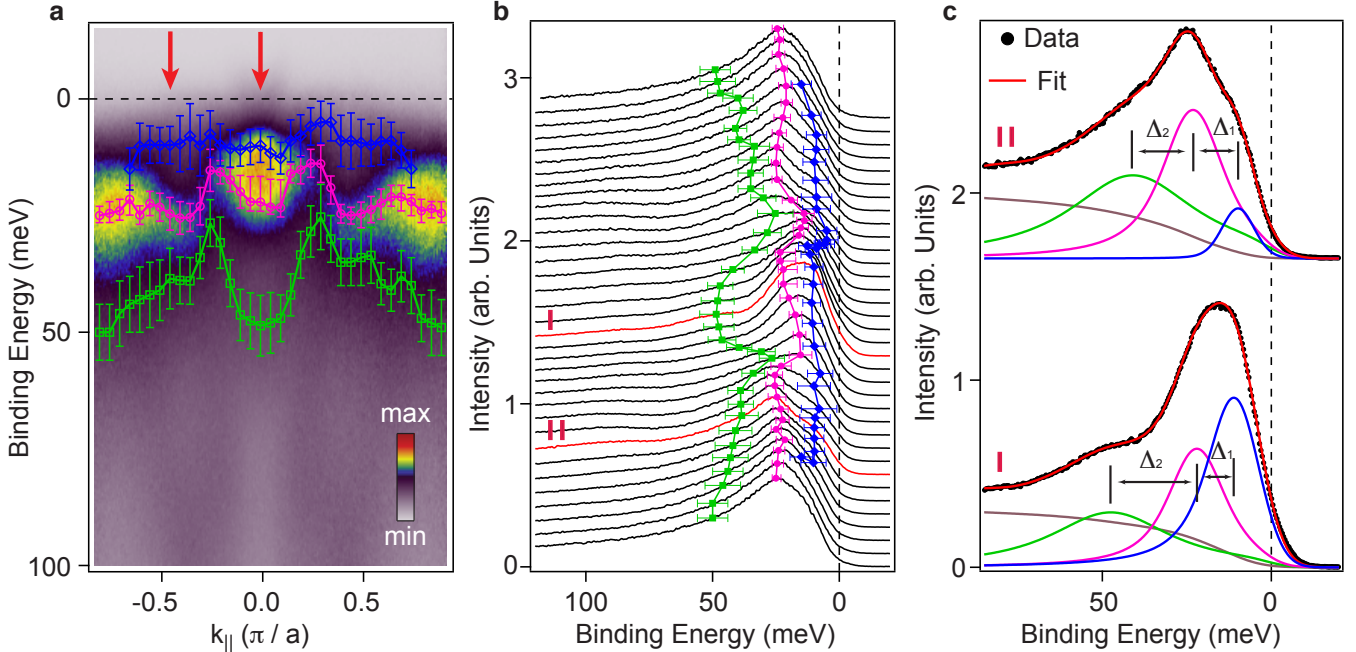 a
0
50
100
Binding Energy (meV)
max
min
-0.5
0.0
0.5
k|| (π / a)
b
3
2
1
0
Intensity (arb. Units)
I
II
100
50
0
Binding Energy (meV)
c
Data
Fit
II
Δ2
Δ1
I
Δ2
Δ1
2
1
0
Intensity (arb. Units)
50
0
Binding Energy (meV)